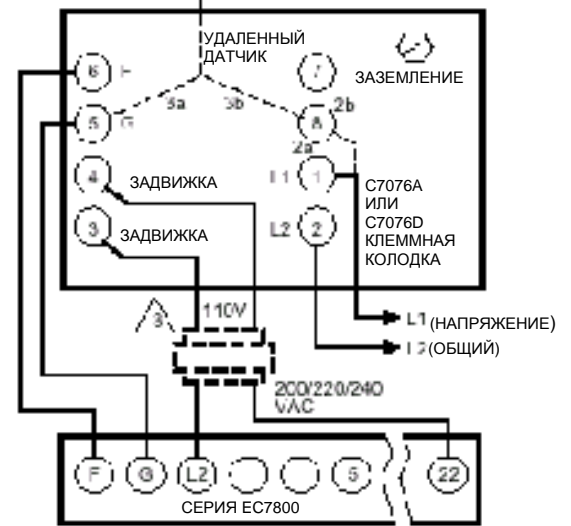 УДАЛЕННЫЙ
ДАТЧИК
6 F
7
ЗАЗЕМЛЕНИЕ
3a 3b
5 G
8 2b
2a
4
ЗАДВИЖКА
L1 1
C7076A
ИЛИ
C7076D
КЛЕММНАЯ
КОЛОДКА
3 ЗАДВИЖКА
L2 2
3 110V
L1 (НАПРЯЖЕНИЕ)
(ОБЩИЙ)
200/220/240
VAC
F G L2 5 22
СЕРИЯ EC7800